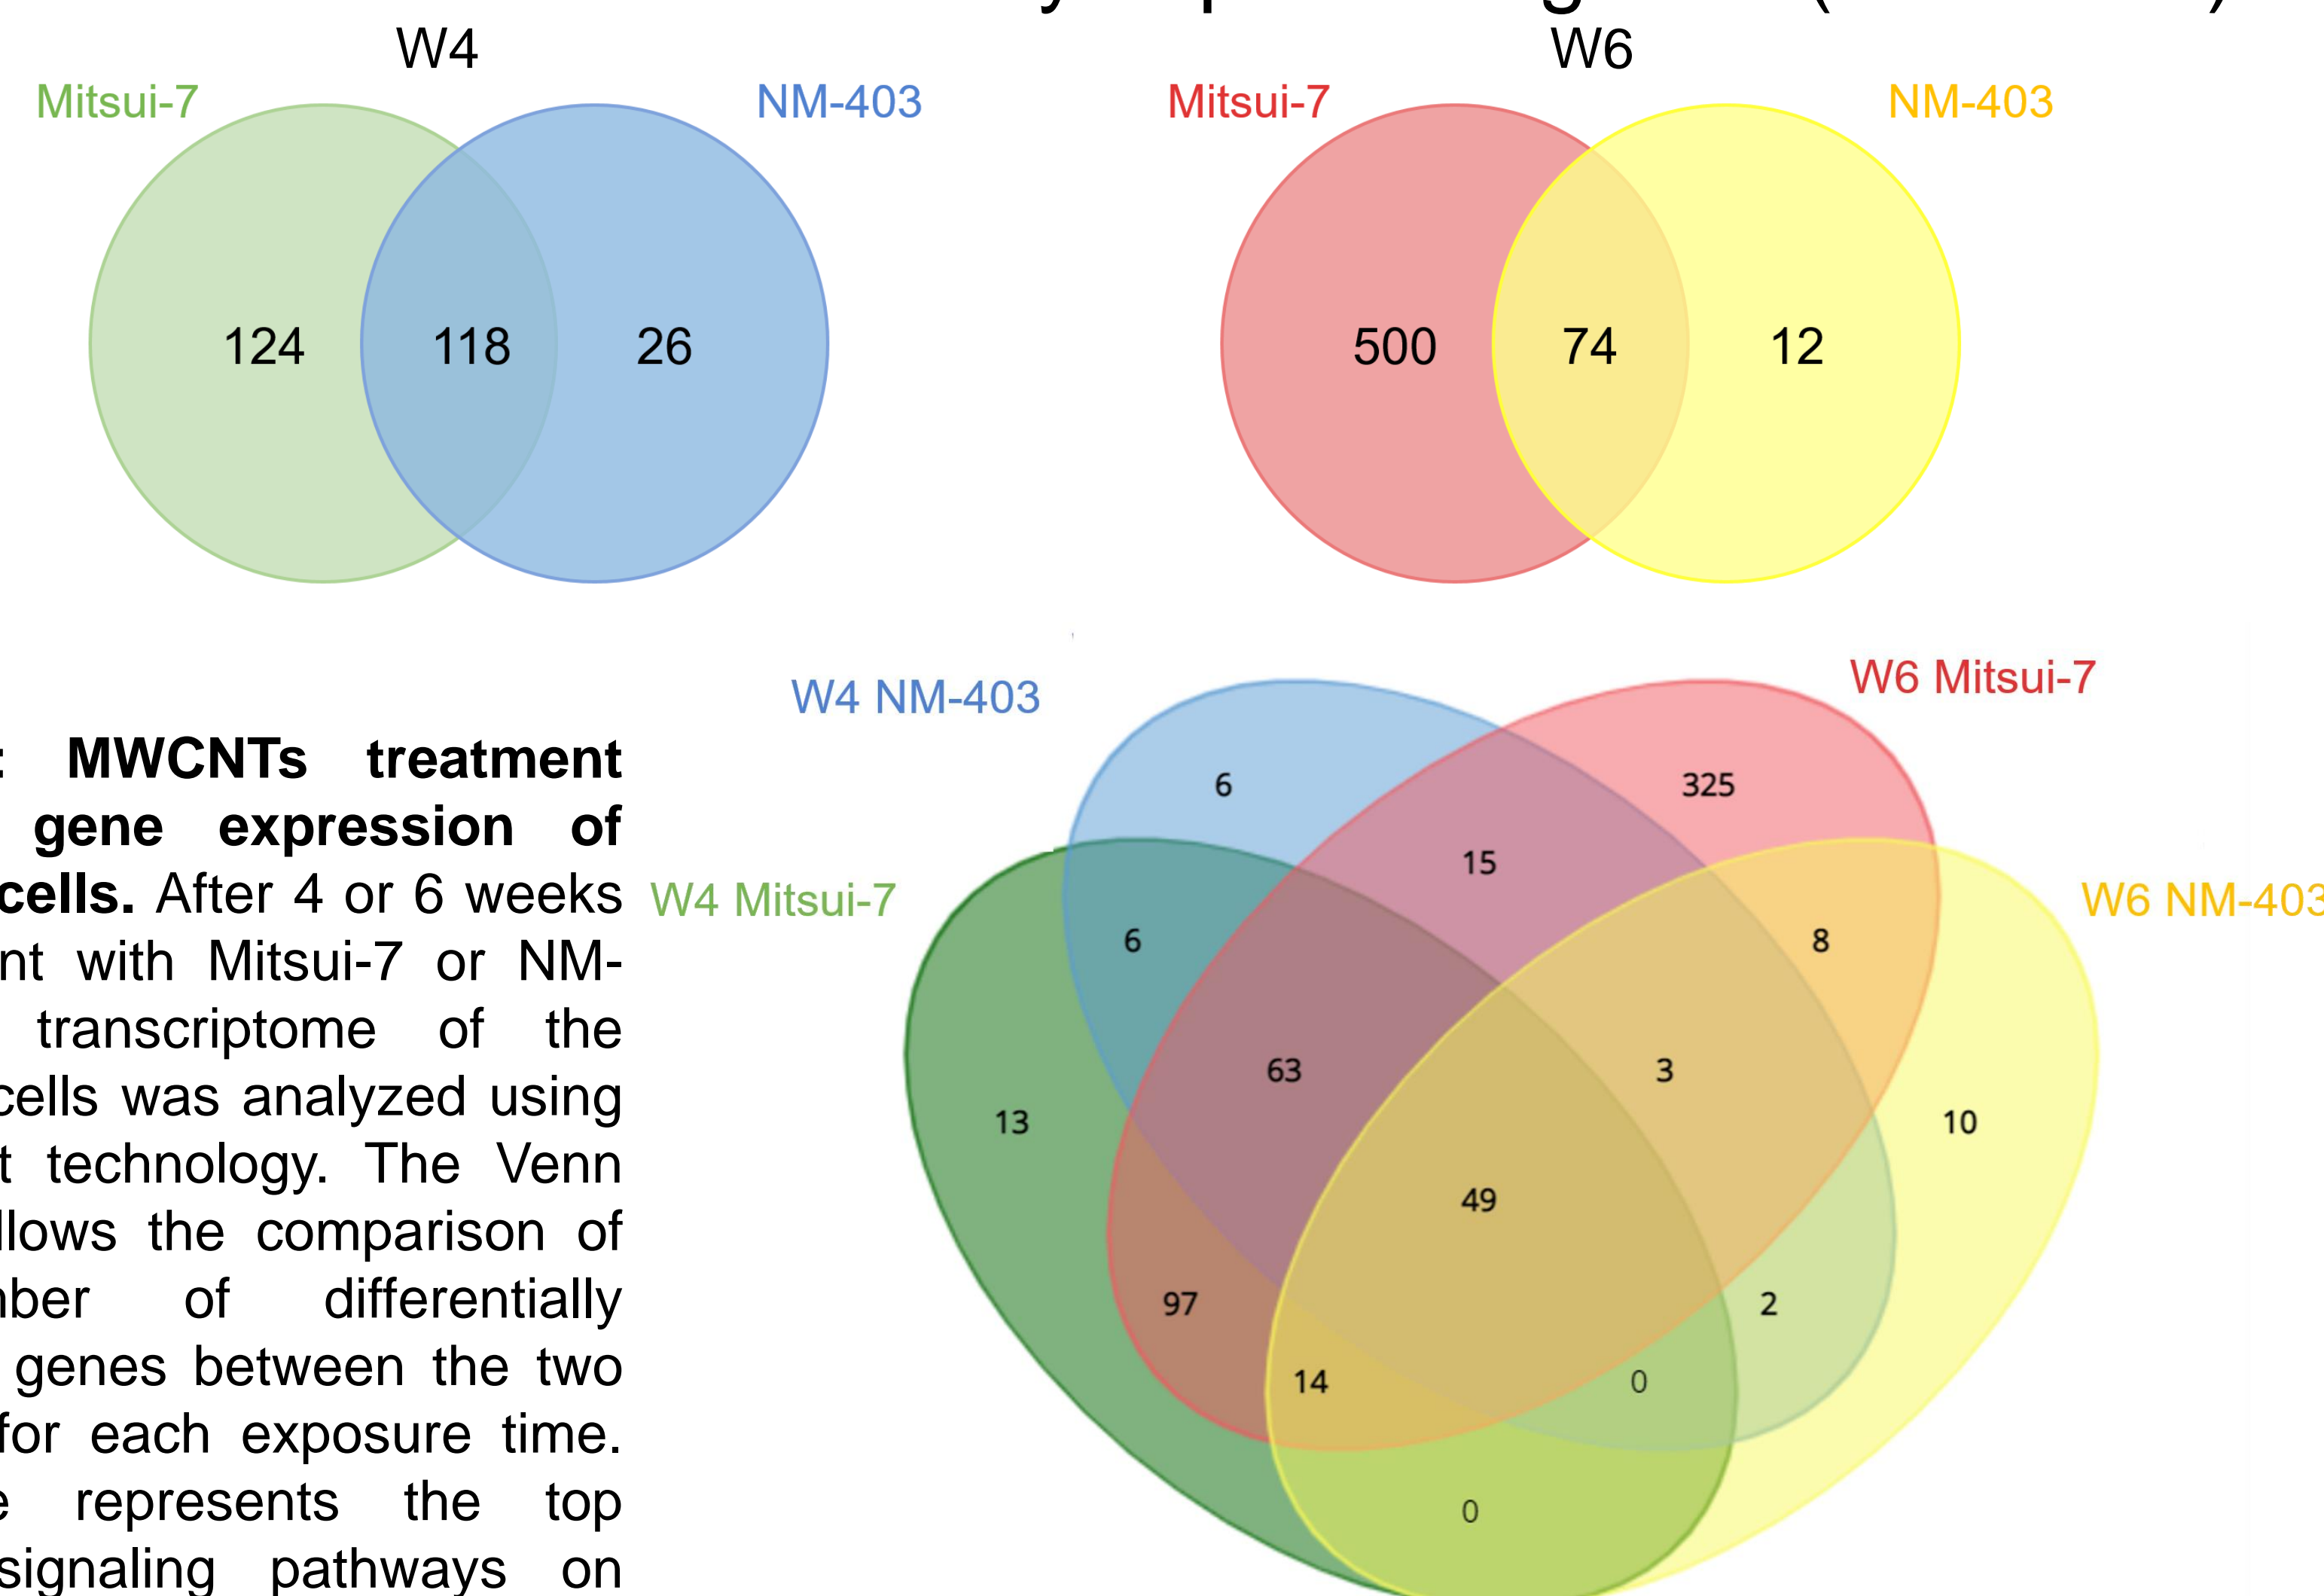 W4
Mitsui-7
NM-403
124
118
26
W6
Mitsui-7
NM-403
500
74
12
: MWCNTs treatment
gene expression of
cells. After 4 or 6 weeks
nt with Mitsui-7 or NM-
transcriptome of the
cells was analyzed using
t technology. The Venn
llows the comparison of
ber of differentially
genes between the two
for each exposure time.
e represents the top
signaling pathways on
W4 NM-403
W6 Mitsui-7
W4 Mitsui-7
W6 NM-403
6
325
15
6
8
63
3
13
10
49
97
2
14
0
0